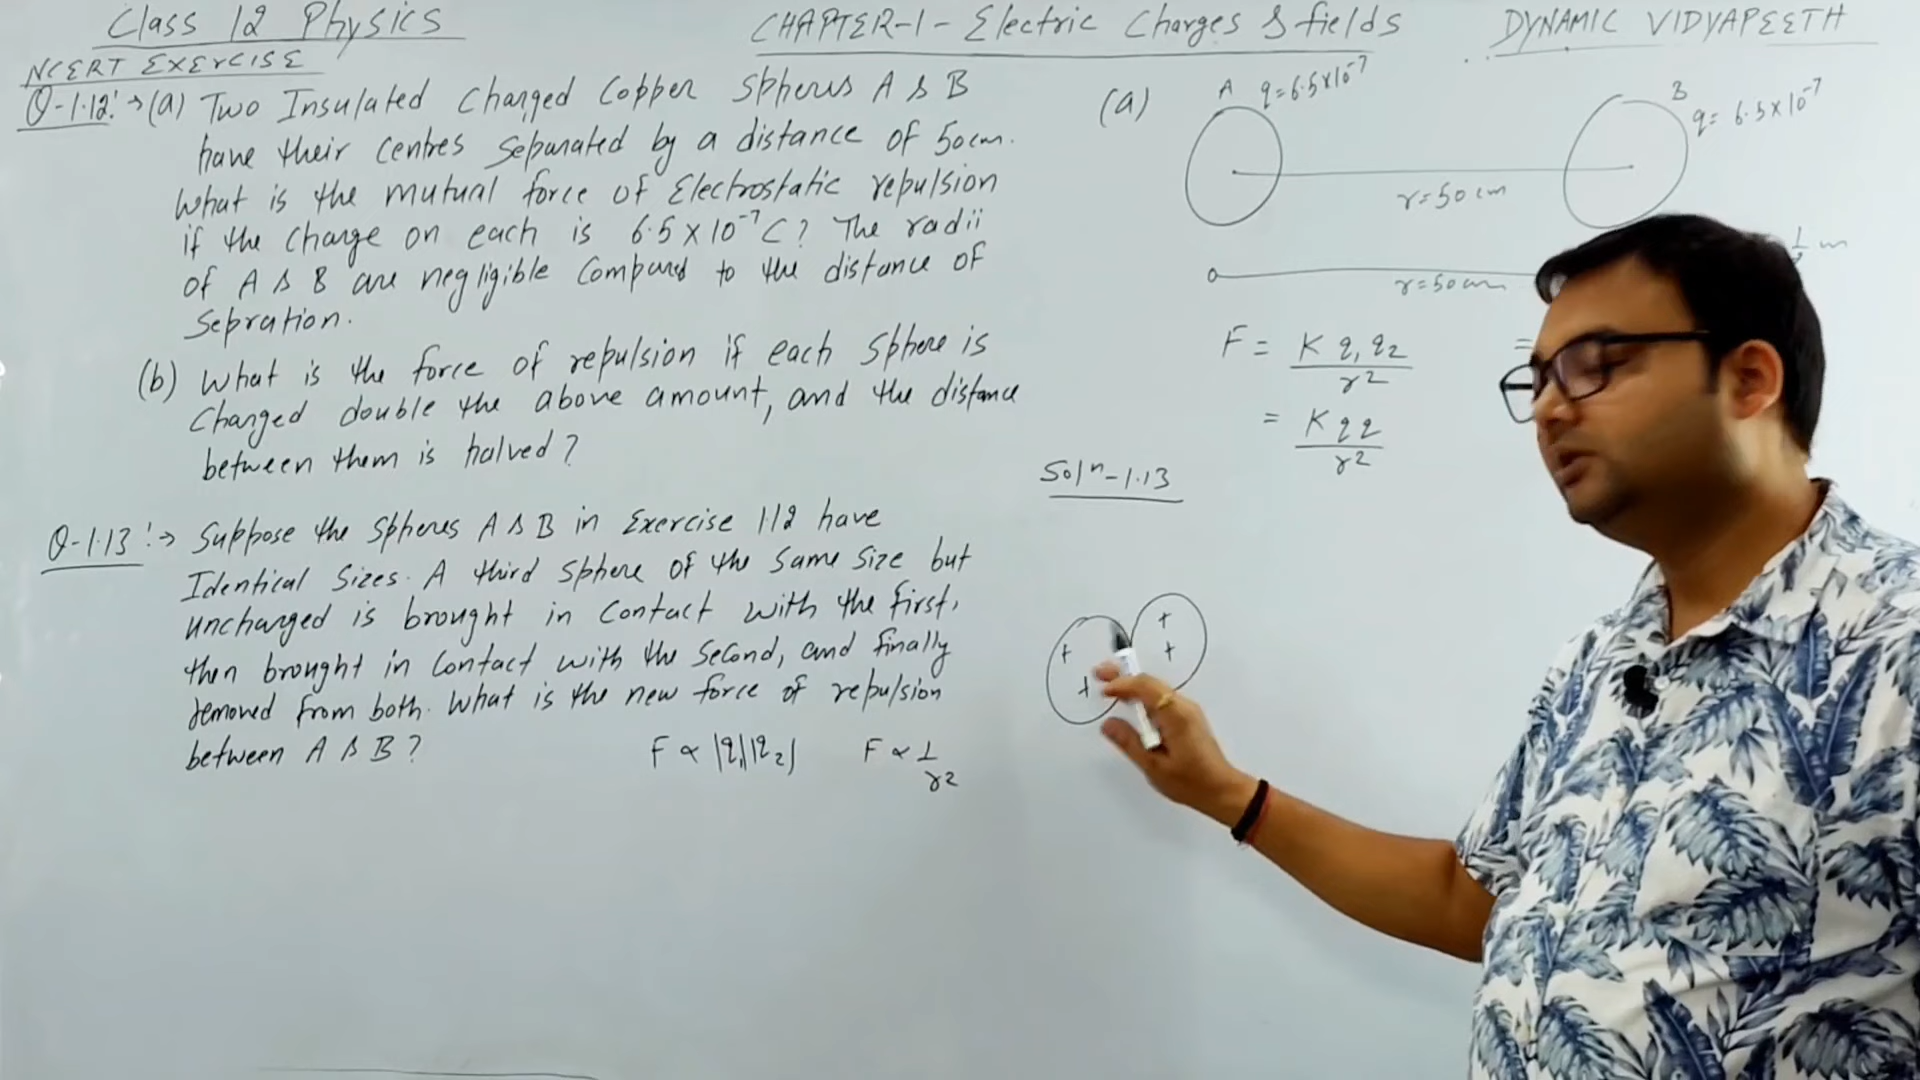 Class 12 Physics
CHAPTER-1- Electric Charges & fields
DYNAMIC VIDYAPEETH
NCERT EXERCISE
Q-1.12:→ (a) Two Insulated Charged Copper Spheres A & B
have their Centres Separated by a distance of 50cm.
What is the mutual force of Electrostatic repulsion
if the Charge on each is 6.5 × 10⁻⁷ C? The radii
of A & B are negligible Compared to the distance of
Sepration.
(b) What is the force of repulsion if each Sphere is
Charged double the above amount, and the distance
between them is halved?
Q-1.13:→ Suppose the Spheres A & B in Exercise 1.12 have
Identical Sizes. A third Sphere of the Same Size but
uncharged is brought in Contact with the first,
then brought in Contact with the Second, and finally
removed from both. What is the new force of repulsion
between A & B?
F ∝ |q₁||q₂| F ∝ 1/r²
(a)
A q=6.5×10⁻⁷
B q= 6.5×10⁻⁷
r=50cm
r=50cm
m
F = K q₁ q₂ / r² =
= K q q / r²
Solⁿ-1.13
+ +
+ +